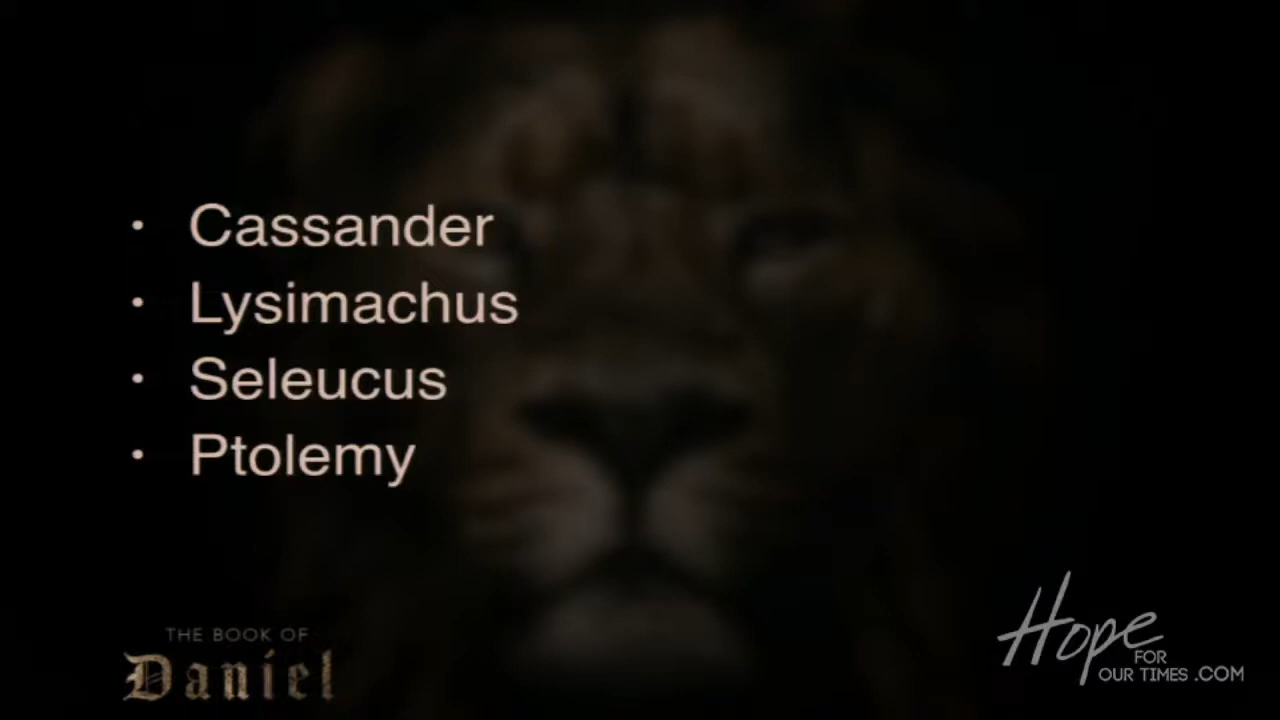 • Cassander
• Lysimachus
• Seleucus
• Ptolemy
THE BOOK OF
Daniel
Hope
FOR
OUR TIMES .COM